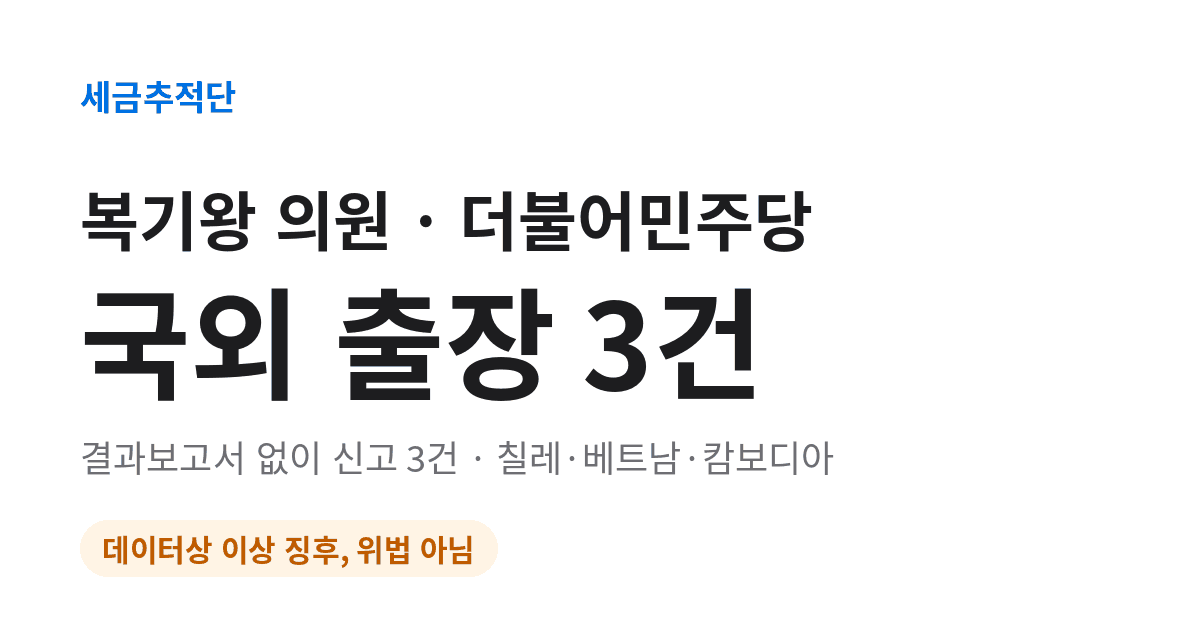 세금추적단
복기왕 의원 · 더불어민주당
국외 출장 3건
결과보고서 없이 신고 3건 · 칠레·베트남·캄보디아
데이터상 이상 징후, 위법 아님